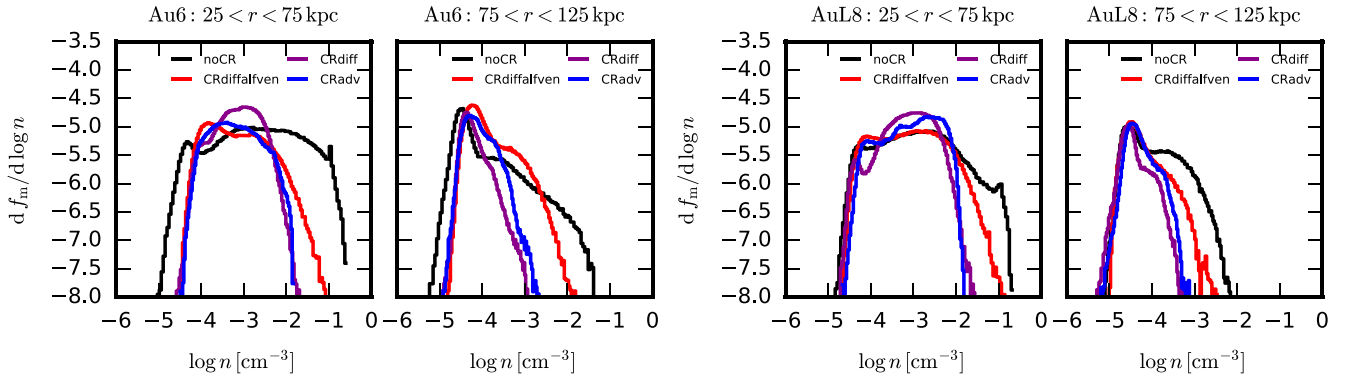 Au6: 25 < r < 75 kpc
Au6: 75 < r < 125 kpc
AuL8: 25 < r < 75 kpc
AuL8: 75 < r < 125 kpc
−3.5
−4.0
−4.5
−5.0
−5.5
−6.0
−6.5
−7.0
−7.5
−8.0
d f_m/d log n
noCR
CRdiffalfven
CRdiff
CRadv
−6 −5 −4 −3 −2 −1 0
log n [cm⁻³]
noCR
CRdiffalfven
CRdiff
CRadv
−6 −5 −4 −3 −2 −1 0
log n [cm⁻³]
−3.5
−4.0
−4.5
−5.0
−5.5
−6.0
−6.5
−7.0
−7.5
−8.0
d f_m/d log n
noCR
CRdiffalfven
CRdiff
CRadv
−6 −5 −4 −3 −2 −1 0
log n [cm⁻³]
noCR
CRdiffalfven
CRdiff
CRadv
−6 −5 −4 −3 −2 −1 0
log n [cm⁻³]